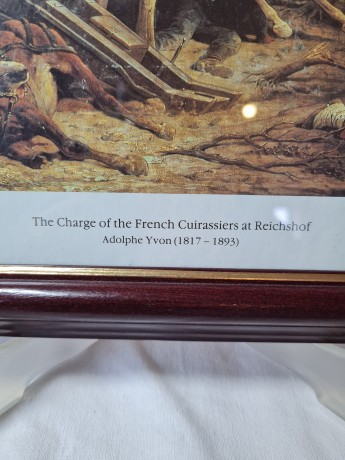 The Charge of the French Cuirassiers at Reichshof
Adolphe Yvon (1817 – 1893)